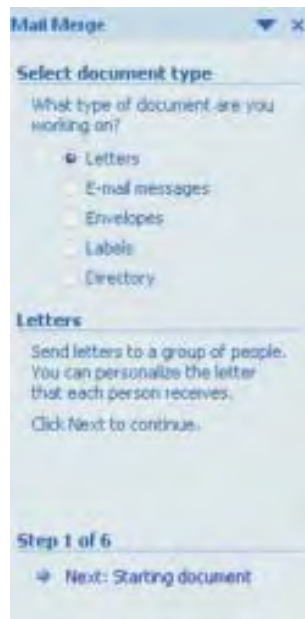 Mail Merge
Select document type
What type of document are you
working on?
Letters
E-mail messages
Envelopes
Labels
Directory
Letters
Send letters to a group of people.
You can personalize the letter
that each person receives.
Click Next to continue.
Step 1 of 6
Next: Starting document